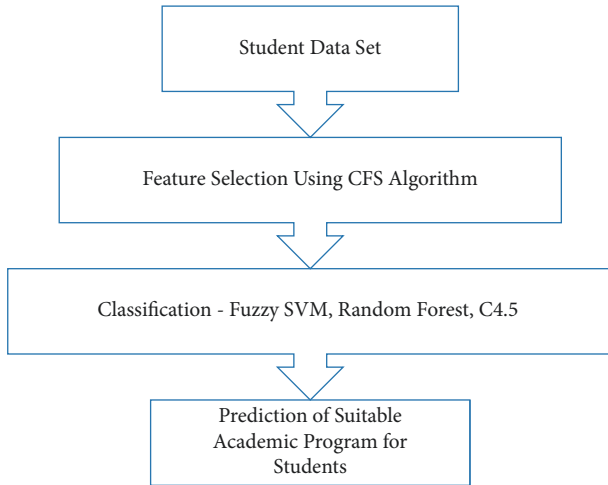 Student Data Set
Feature Selection Using CFS Algorithm
Classification - Fuzzy SVM, Random Forest, C4.5
Prediction of Suitable
Academic Program for
Students